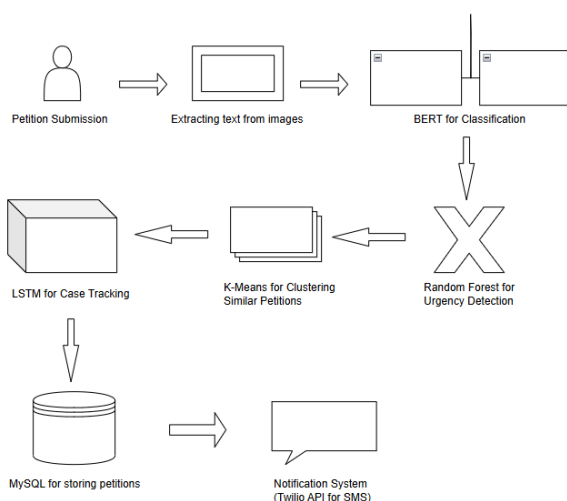 Petition Submission
Extracting text from images
BERT for Classification
LSTM for Case Tracking
K-Means for Clustering
Similar Petitions
Random Forest for
Urgency Detection
MySQL for storing petitions
Notification System
(Twilio API for SMS)